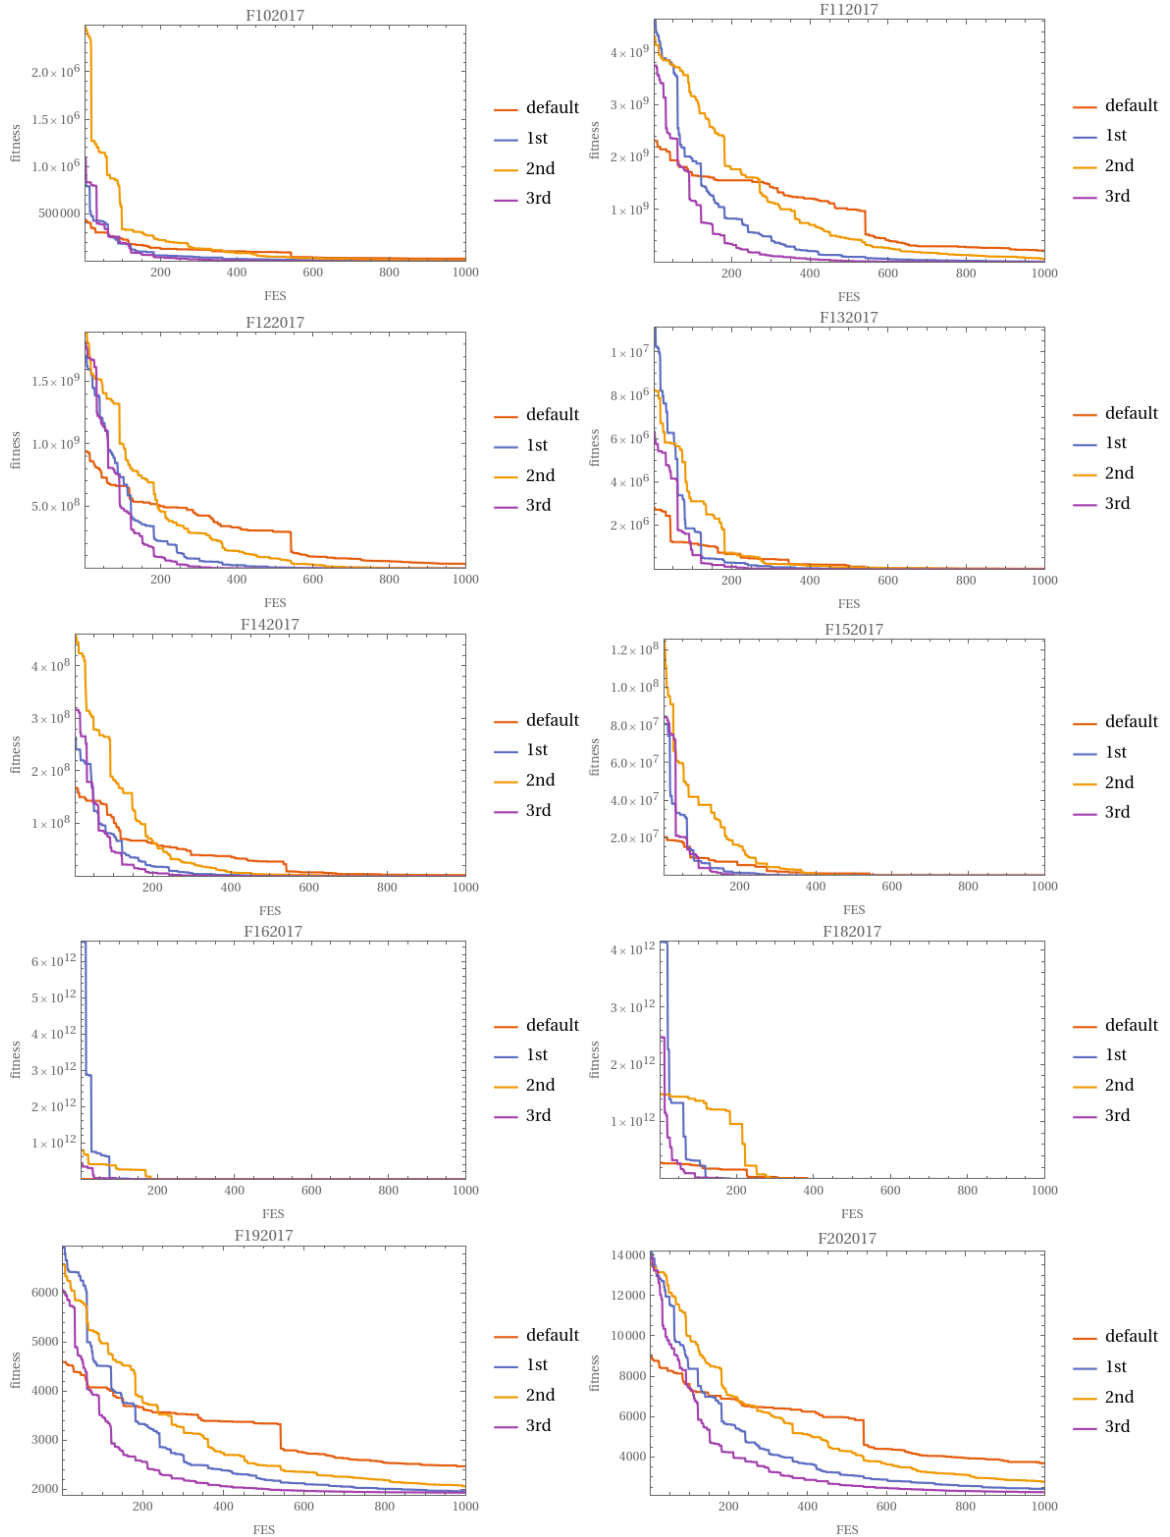 F102017
fitness
2.0 × 10^6
1.5 × 10^6
1.0 × 10^6
500000
200 400 600 800 1000
FES
default
1st
2nd
3rd
F112017
fitness
4 × 10^9
3 × 10^9
2 × 10^9
1 × 10^9
200 400 600 800 1000
FES
default
1st
2nd
3rd
F122017
fitness
1.5 × 10^9
1.0 × 10^9
5.0 × 10^8
200 400 600 800 1000
FES
default
1st
2nd
3rd
F132017
fitness
1 × 10^7
8 × 10^6
6 × 10^6
4 × 10^6
2 × 10^6
200 400 600 800 1000
FES
default
1st
2nd
3rd
F142017
fitness
4 × 10^8
3 × 10^8
2 × 10^8
1 × 10^8
200 400 600 800 1000
FES
default
1st
2nd
3rd
F152017
fitness
1.2 × 10^8
1.0 × 10^8
8.0 × 10^7
6.0 × 10^7
4.0 × 10^7
2.0 × 10^7
200 400 600 800 1000
FES
default
1st
2nd
3rd
F162017
fitness
6 × 10^12
5 × 10^12
4 × 10^12
3 × 10^12
2 × 10^12
1 × 10^12
200 400 600 800 1000
FES
default
1st
2nd
3rd
F182017
fitness
4 × 10^12
3 × 10^12
2 × 10^12
1 × 10^12
200 400 600 800 1000
FES
default
1st
2nd
3rd
F192017
fitness
6000
5000
4000
3000
2000
200 400 600 800 1000
FES
default
1st
2nd
3rd
F202017
fitness
14000
12000
10000
8000
6000
4000
200 400 600 800 1000
FES
default
1st
2nd
3rd